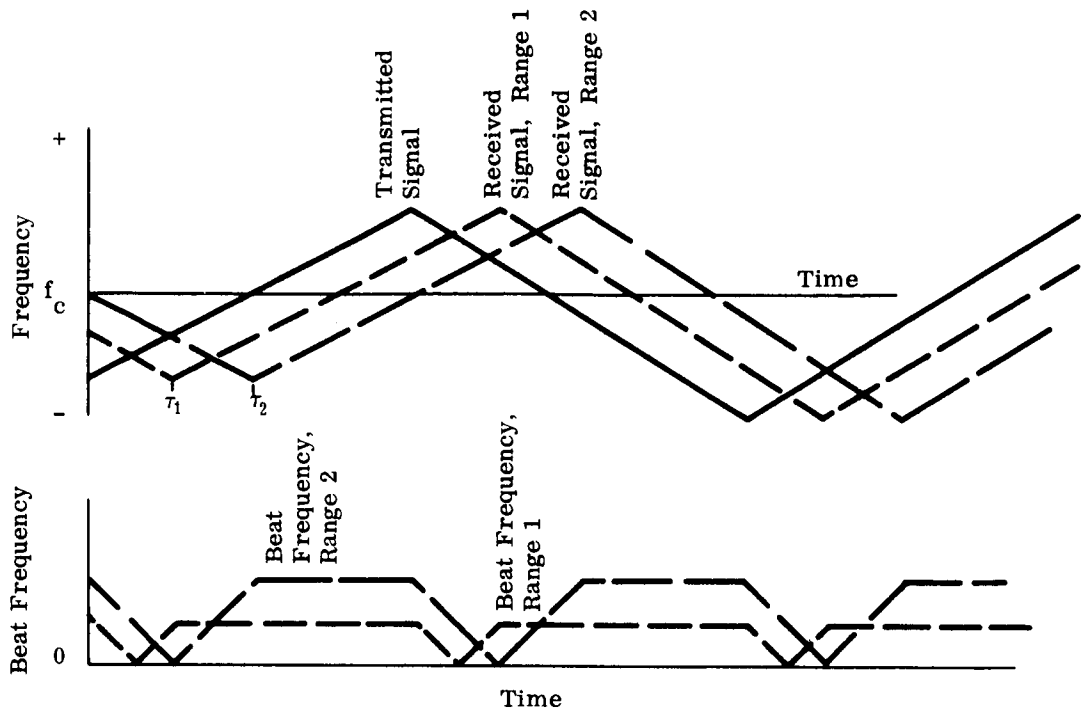 Transmitted
Signal
Received
Signal, Range 1
Received
Signal, Range 2
+
Frequency
f_c
Time
−
τ₁
τ₂
Beat
Frequency,
Range 2
Beat Frequency,
Range 1
Beat Frequency
0
Time